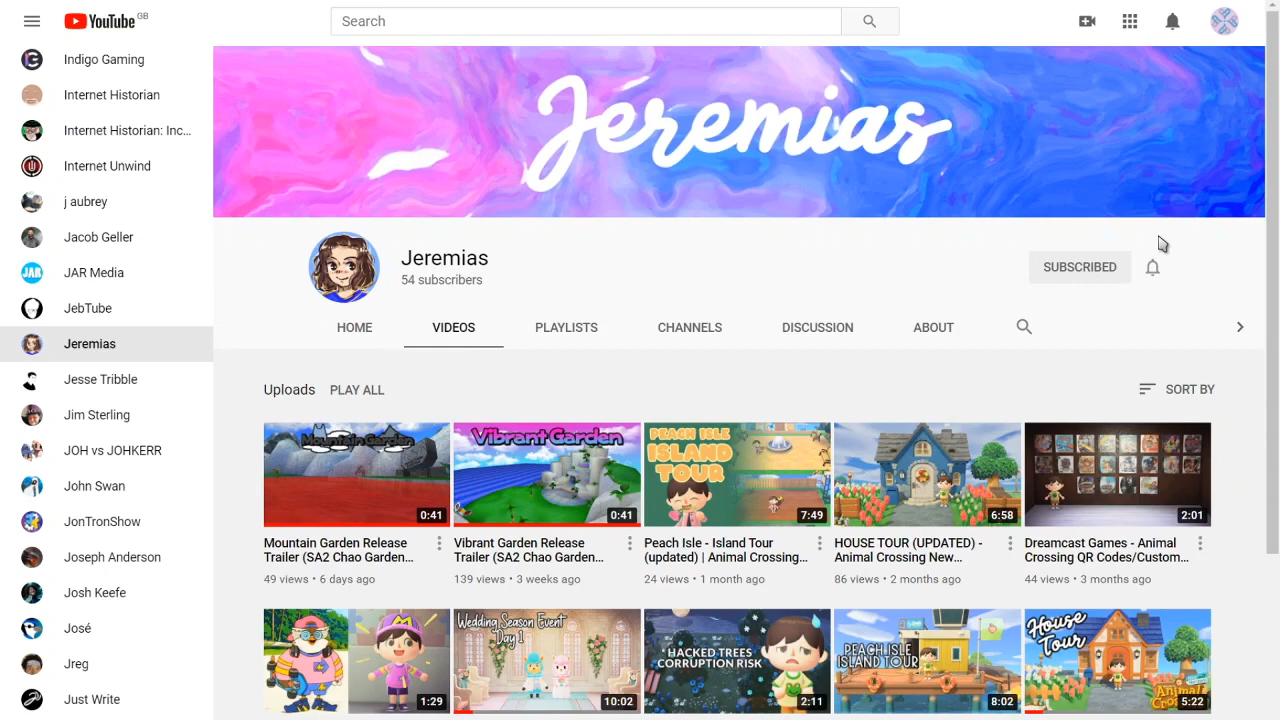 YouTube GB
Search
Indigo Gaming
Internet Historian
Internet Historian: Inc...
Internet Unwind
j aubrey
Jacob Geller
JAR Media
JebTube
Jeremias
Jesse Tribble
Jim Sterling
JOH vs JOHKERR
John Swan
JonTronShow
Joseph Anderson
Josh Keefe
José
Jreg
Just Write
JAR
Jeremias
Jeremias
54 subscribers
SUBSCRIBED
HOME
VIDEOS
PLAYLISTS
CHANNELS
DISCUSSION
ABOUT
Uploads
PLAY ALL
SORT BY
Mountain Garden
0:41
Vibrant Garden
0:41
PEACH ISLE
ISLAND
TOUR
7:49
6:58
2:01
Mountain Garden Release
Trailer (SA2 Chao Garden...
49 views • 6 days ago
Vibrant Garden Release
Trailer (SA2 Chao Garden...
139 views • 3 weeks ago
Peach Isle - Island Tour
(updated) | Animal Crossing...
24 views • 1 month ago
HOUSE TOUR (UPDATED) -
Animal Crossing New...
86 views • 2 months ago
Dreamcast Games - Animal
Crossing QR Codes/Custom...
44 views • 3 months ago
1:29
Wedding Season Event
Day 1
10:02
HACKED TREES
CORRUPTION RISK
2:11
PEACH ISLE
ISLAND TOUR
8:02
House
Tour
Animal
5:22